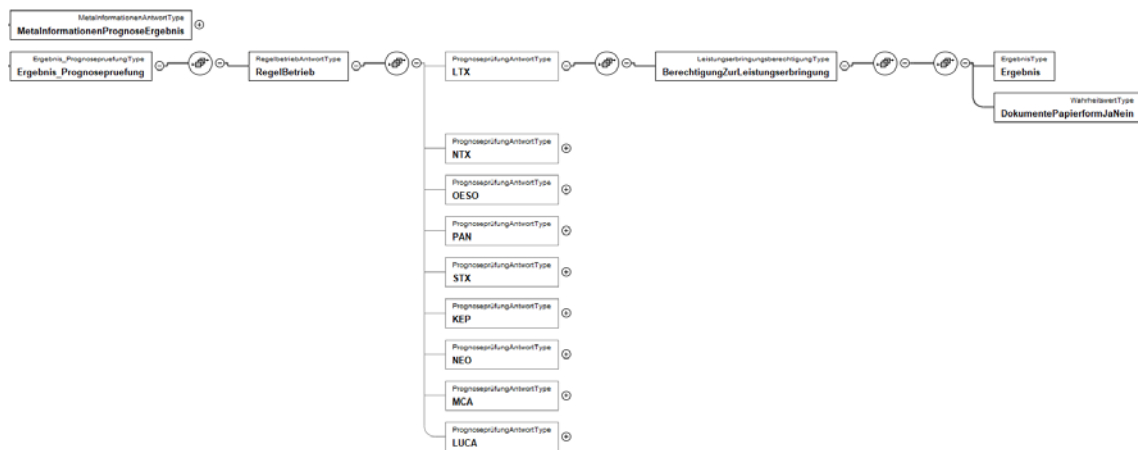 MetaInformationenAntwortType
MetaInformationenPrognoseErgebnis
Ergebnis_PrognosepruefungType
Ergebnis_Prognosepruefung
RegelbetriebAntwortType
RegelBetrieb
PrognoseprüfungAntwortType
LTX
LeistungserbringungsberechtigungType
BerechtigungZurLeistungserbringung
ErgebnisType
Ergebnis
WahrheitswertType
DokumentePapierformJaNein
PrognoseprüfungAntwortType
NTX
PrognoseprüfungAntwortType
OESO
PrognoseprüfungAntwortType
PAN
PrognoseprüfungAntwortType
STX
PrognoseprüfungAntwortType
KEP
PrognoseprüfungAntwortType
NEO
PrognoseprüfungAntwortType
MCA
PrognoseprüfungAntwortType
LUCA